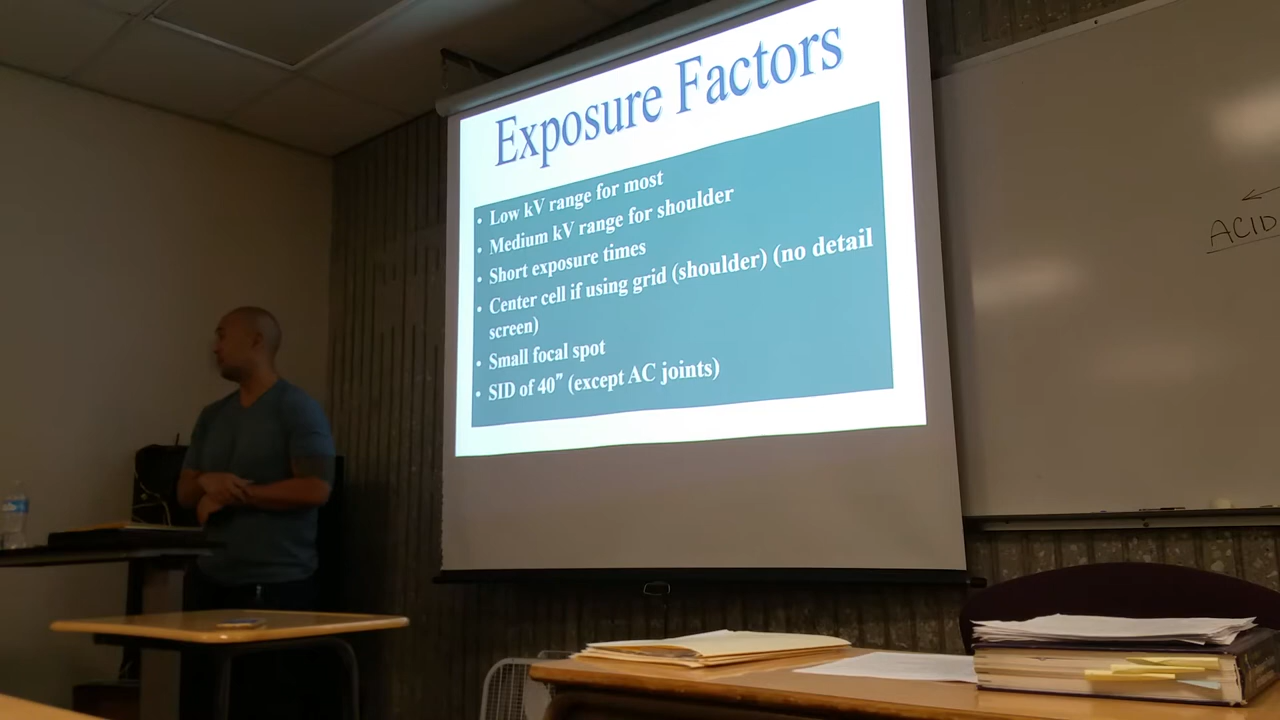 Exposure Factors
• Low kV range for most
• Medium kV range for shoulder
• Short exposure times
• Center cell if using grid (shoulder) (no detail
screen)
• Small focal spot
• SID of 40” (except AC joints)
ACID